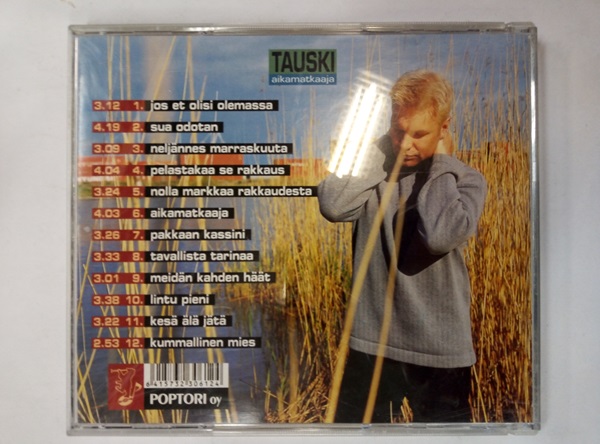 TAUSKI
aikamatkaaja
3.12 1. jos et olisi olemassa
4.19 2. sua odotan
3.09 3. neljännes marraskuuta
4.04 4. pelastakaa se rakkaus
3.24 5. nolla markkaa rakkaudesta
4.03 6. aikamatkaaja
3.26 7. pakkaan kassini
3.33 8. tavallista tarinaa
3.01 9. meidän kahden häät
3.38 10. lintu pieni
3.22 11. kesä älä jätä
2.53 12. kummallinen mies
6 415732 306124
POPTORI oy